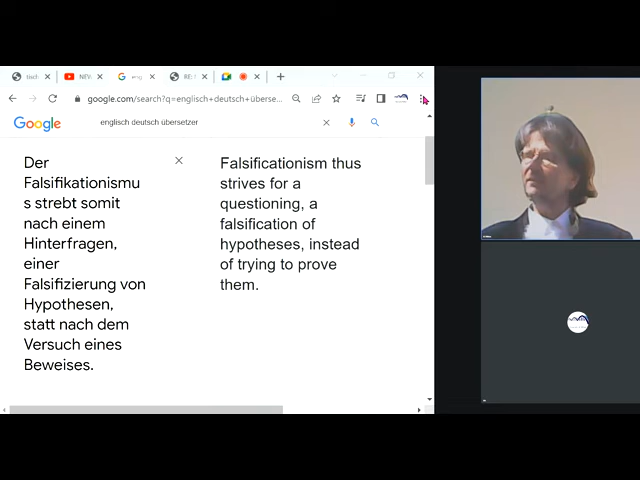 google.com/search?q=englisch+deutsch+überse...
Google
englisch deutsch übersetzer
Der
Falsifikationismu
s strebt somit
nach einem
Hinterfragen,
einer
Falsifizierung von
Hypothesen,
statt nach dem
Versuch eines
Beweises.
Falsificationism thus
strives for a
questioning, a
falsification of
hypotheses, instead
of trying to prove
them.